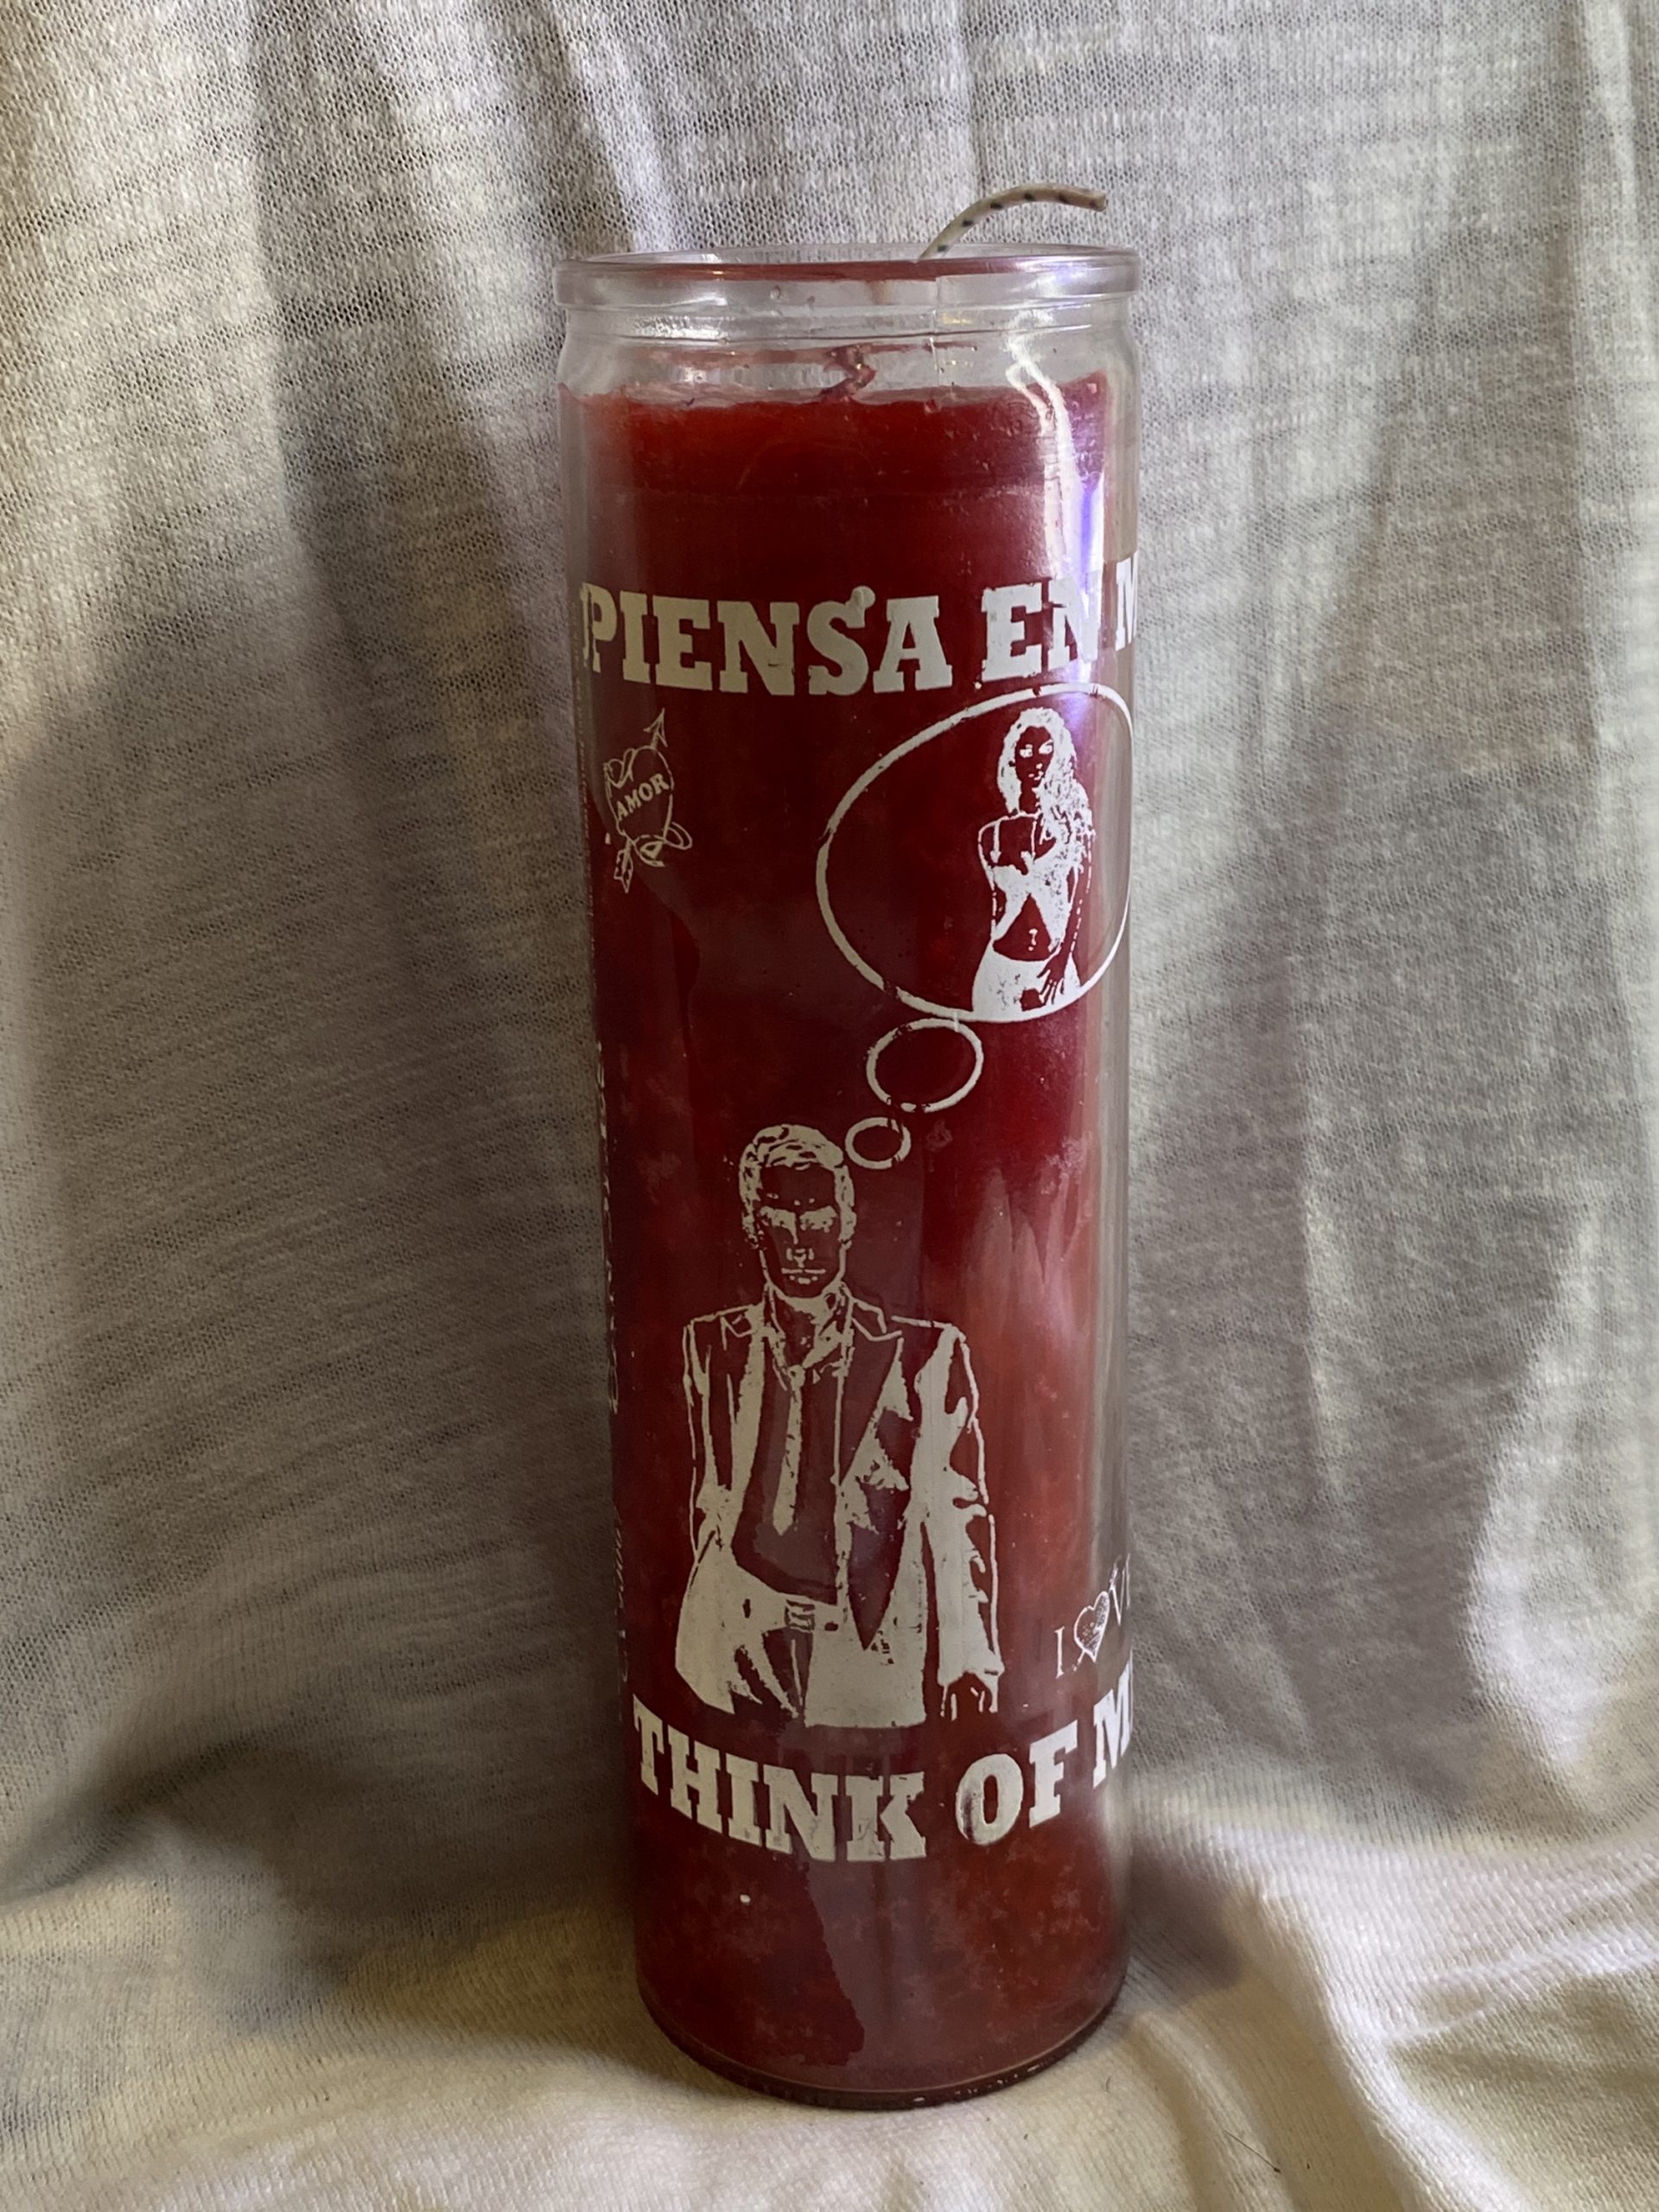 PIENSA EN M
AMOR
THINK OF M